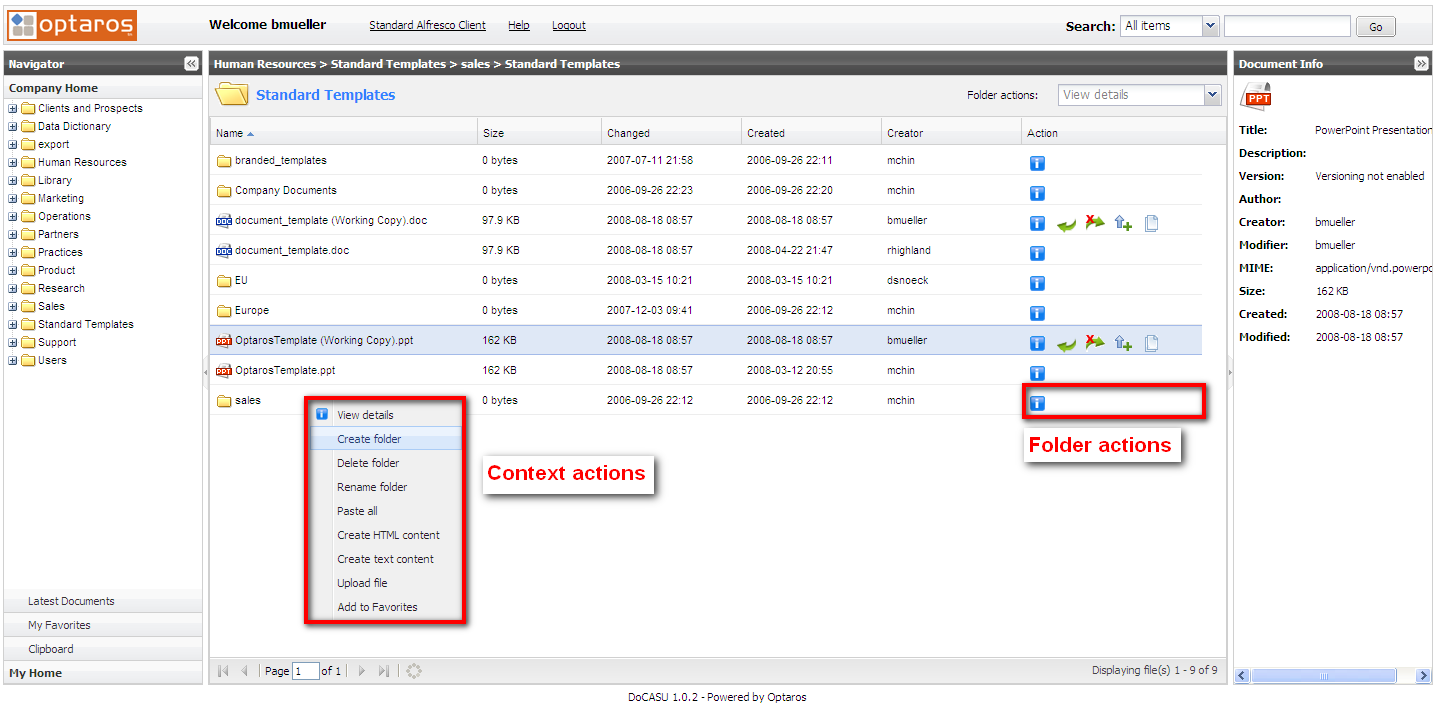 optaros
Welcome bmueller
Standard Alfresco Client Help Logout
Search: All items Go
Navigator
Company Home
Clients and Prospects
Data Dictionary
export
Human Resources
Library
Marketing
Operations
Partners
Practices
Product
Research
Sales
Standard Templates
Support
Users
Latest Documents
My Favorites
Clipboard
My Home
Human Resources > Standard Templates > sales > Standard Templates
Standard Templates
Folder actions: View details
Name Size Changed Created Creator Action
branded_templates 0 bytes 2007-07-11 21:58 2006-09-26 22:11 mchin
Company Documents 0 bytes 2006-09-26 22:23 2006-09-26 22:20 mchin
DOC document_template (Working Copy).doc 97.9 KB 2008-08-18 08:57 2008-08-18 08:57 bmueller
DOC document_template.doc 97.9 KB 2008-08-18 08:57 2008-04-22 21:47 rhighland
EU 0 bytes 2008-03-15 10:21 2008-03-15 10:21 dsnoeck
Europe 0 bytes 2007-12-03 09:41 2006-09-26 22:12 mchin
PPT OptarosTemplate (Working Copy).ppt 162 KB 2008-08-18 08:57 2008-08-18 08:57 bmueller
PPT OptarosTemplate.ppt 162 KB 2008-08-18 08:57 2008-03-12 20:55 mchin
sales 0 bytes 2006-09-26 22:12 2006-09-26 22:12 mchin
View details
Create folder
Delete folder
Rename folder
Paste all
Create HTML content
Create text content
Upload file
Add to Favorites
Context actions
Folder actions
Page 1 of 1
Displaying file(s) 1 - 9 of 9
Document Info
PPT
Title: PowerPoint Presentation
Description:
Version: Versioning not enabled
Author:
Creator: bmueller
Modifier: bmueller
MIME: application/vnd.powerpo
Size: 162 KB
Created: 2008-08-18 08:57
Modified: 2008-08-18 08:57
DoCASU 1.0.2 - Powered by Optaros